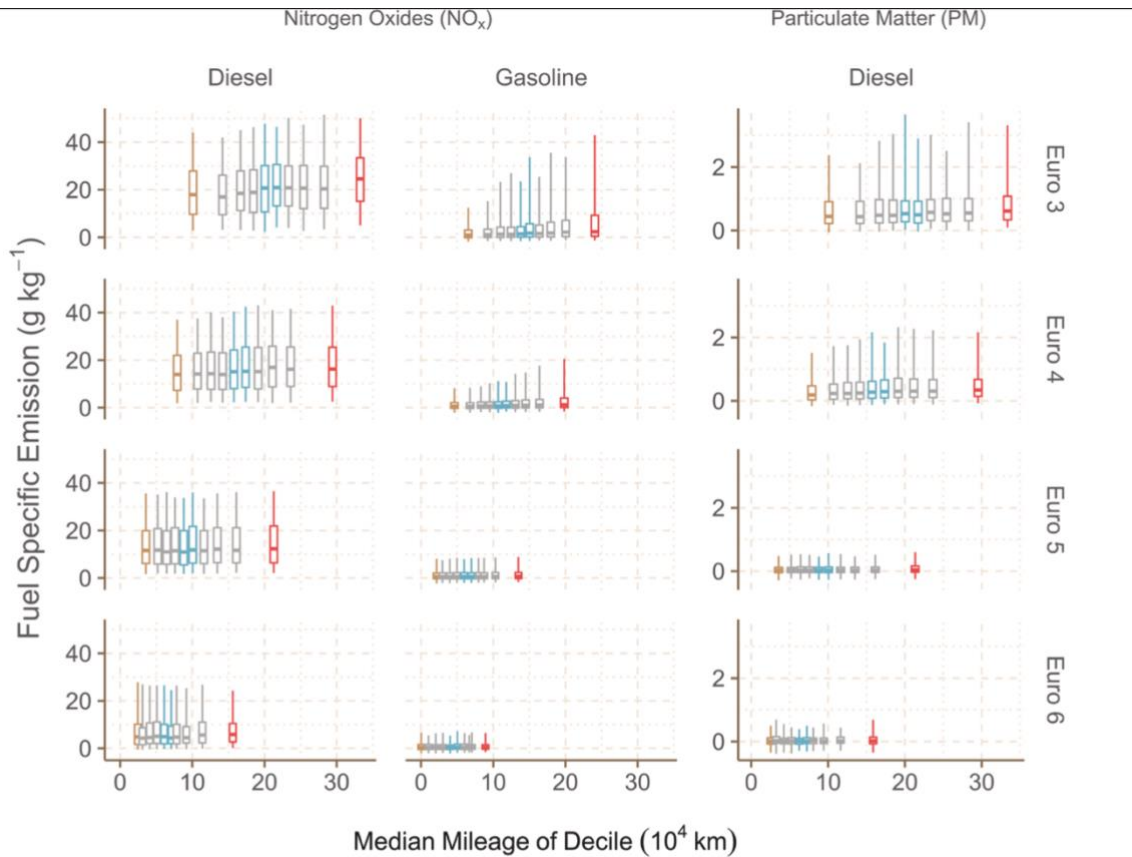 Nitrogen Oxides (NOₓ) Particulate Matter (PM)
Diesel Gasoline Diesel
40
20
0
2
0
Euro 3
40
20
0
2
0
Euro 4
40
20
0
2
0
Euro 5
40
20
0
2
0
Euro 6
0 10 20 30 0 10 20 30 0 10 20 30
Fuel Specific Emission (g kg⁻¹)
Median Mileage of Decile (10⁴ km)